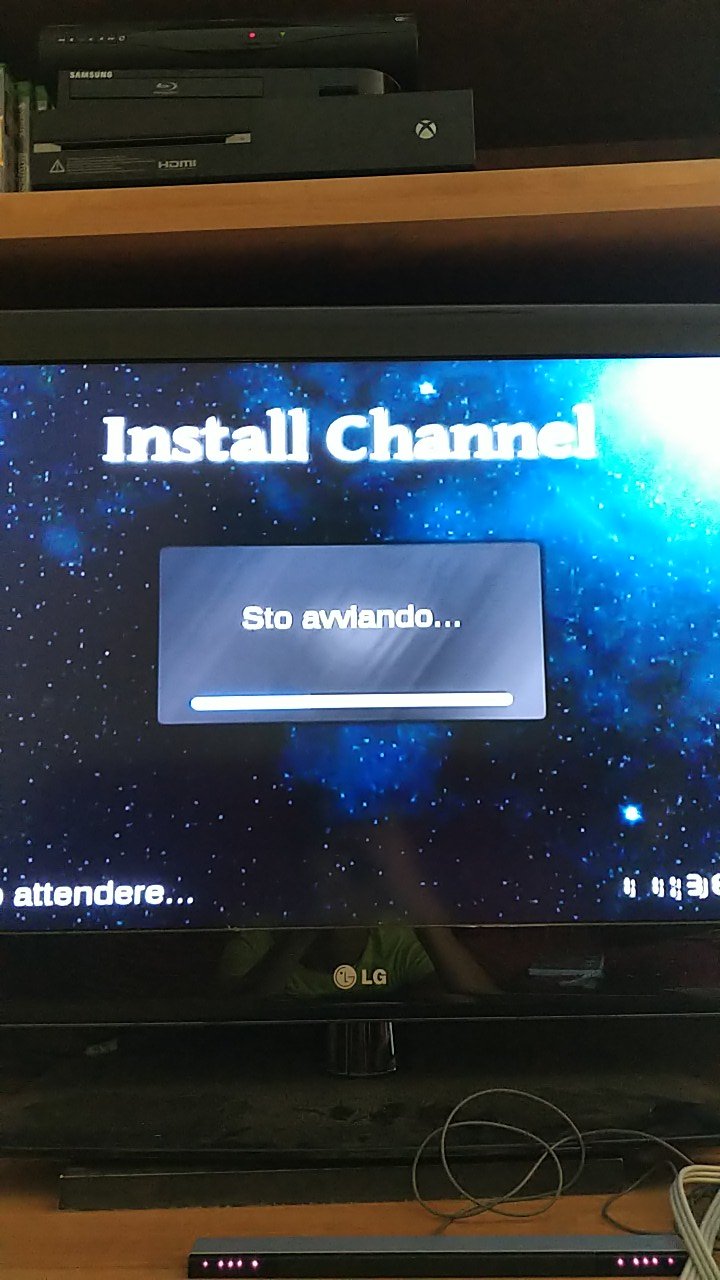 SAMSUNG
HDMI
Install Channel
Sto avviando...
attendere...
LG